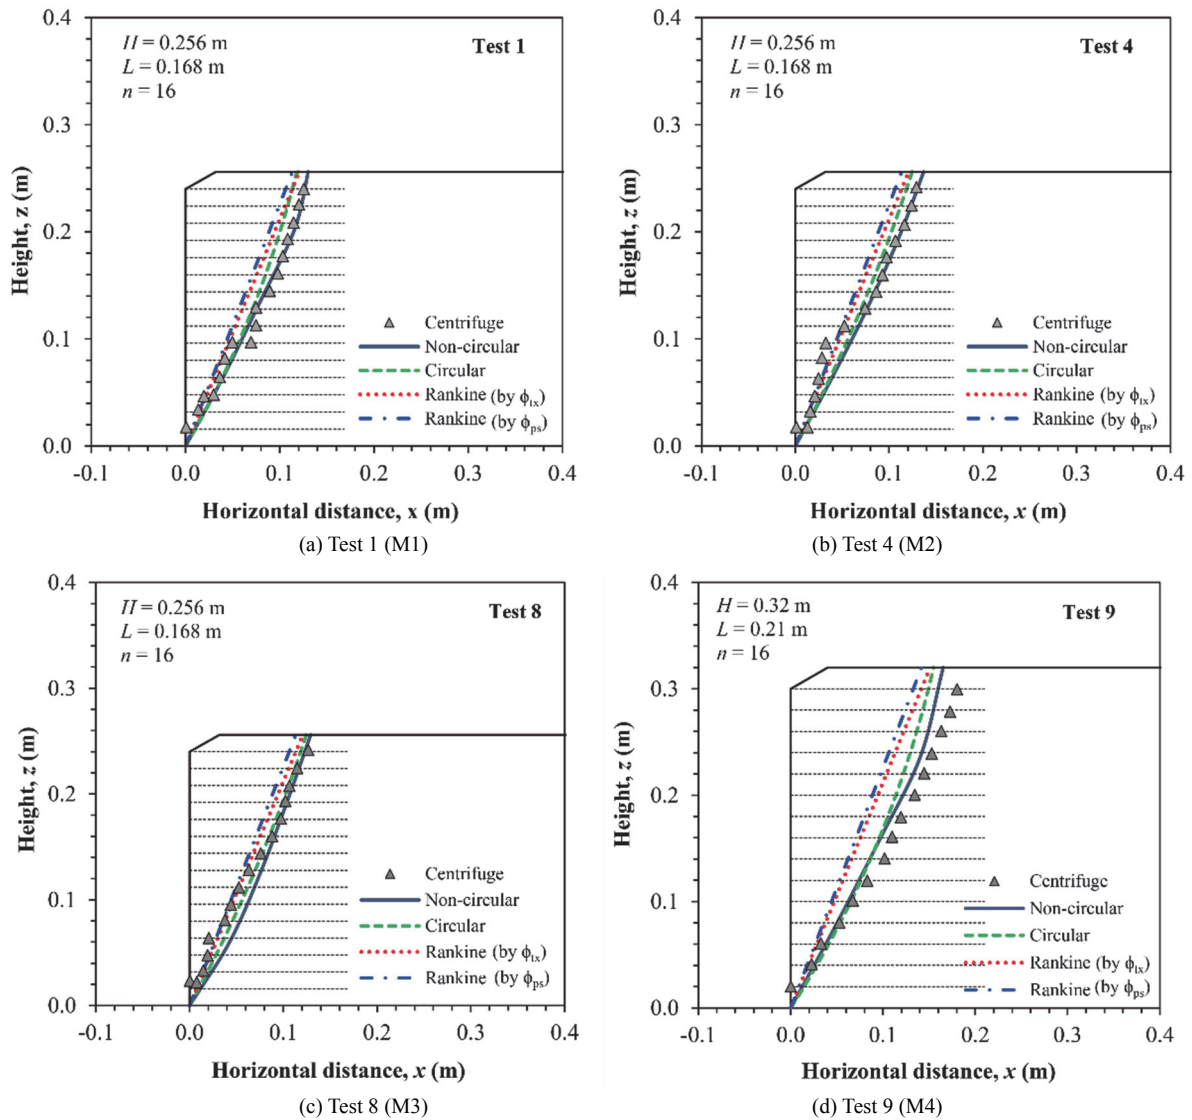 0.4
0.3
0.2
0.1
0.0
Height, z (m)
H = 0.256 m
L = 0.168 m
n = 16
Test 1
Centrifuge
Non-circular
Circular
Rankine (by ϕtx)
Rankine (by ϕps)
-0.1 0.0 0.1 0.2 0.3 0.4
Horizontal distance, x (m)
(a) Test 1 (M1)
0.4
0.3
0.2
0.1
0.0
Height, z (m)
H = 0.256 m
L = 0.168 m
n = 16
Test 4
Centrifuge
Non-circular
Circular
Rankine (by ϕtx)
Rankine (by ϕps)
-0.1 0.0 0.1 0.2 0.3 0.4
Horizontal distance, x (m)
(b) Test 4 (M2)
0.4
0.3
0.2
0.1
0.0
Height, z (m)
H = 0.256 m
L = 0.168 m
n = 16
Test 8
Centrifuge
Non-circular
Circular
Rankine (by ϕtx)
Rankine (by ϕps)
-0.1 0.0 0.1 0.2 0.3 0.4
Horizontal distance, x (m)
(c) Test 8 (M3)
0.4
0.3
0.2
0.1
0.0
Height, z (m)
H = 0.32 m
L = 0.21 m
n = 16
Test 9
Centrifuge
Non-circular
Circular
Rankine (by ϕtx)
Rankine (by ϕps)
-0.1 0.0 0.1 0.2 0.3 0.4
Horizontal distance, x (m)
(d) Test 9 (M4)